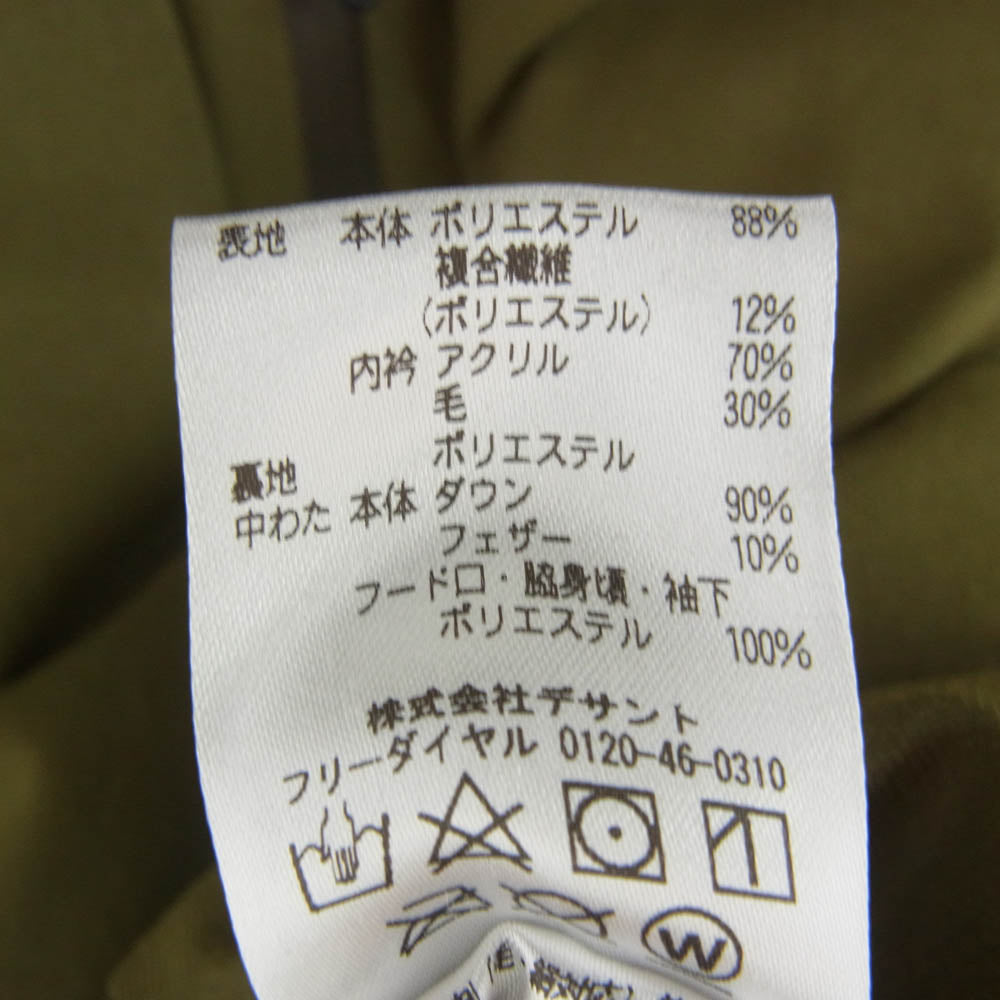 表地 本体 ポリエステル 88%
複合繊維
(ポリエステル) 12%
内衿 アクリル 70%
毛 30%
裏地 ポリエステル
中わた 本体 ダウン 90%
フェザー 10%
フード口・脇身頃・袖下
ポリエステル 100%
株式会社デサント
フリーダイヤル 0120-46-0310
W